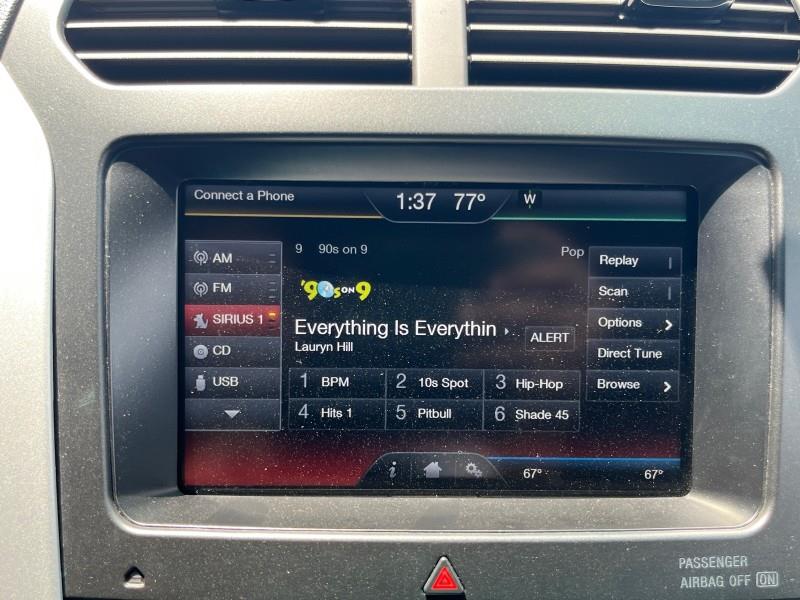 Connect a Phone 1:37 77° W
9 90s on 9 Pop
AM
FM
SIRIUS 1
CD
USB
'90s ON 9
Everything Is Everythin
Lauryn Hill
ALERT
1 BPM 2 10s Spot 3 Hip-Hop
4 Hits 1 5 Pitbull 6 Shade 45
Replay
Scan
Options >
Direct Tune
Browse >
i 67° 67°
PASSENGER
AIRBAG OFF ON